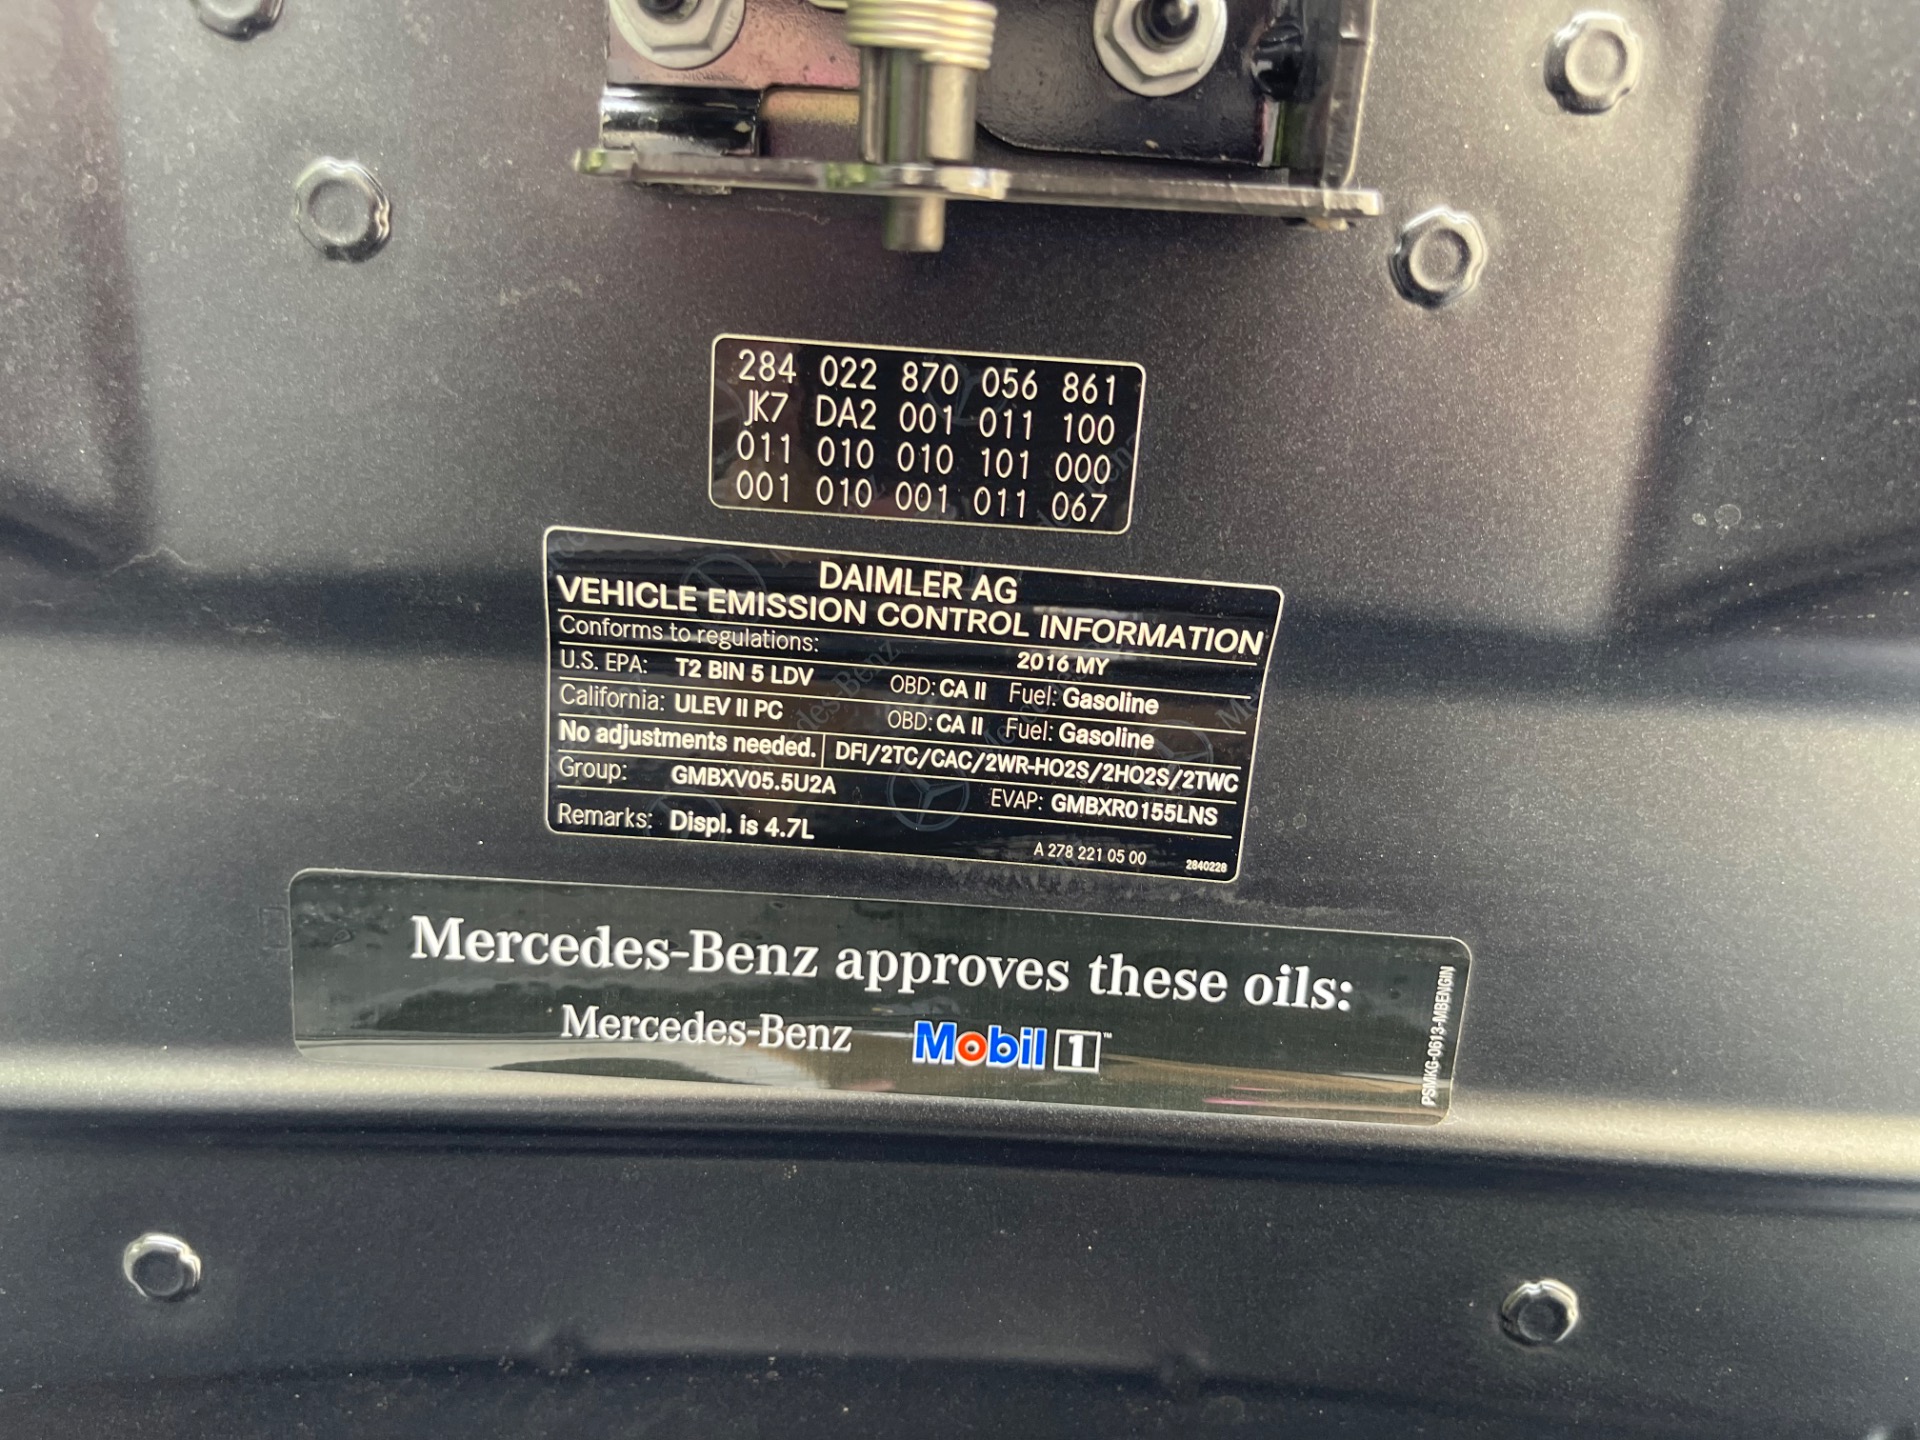 284 022 870 056 861
JK7 DA2 001 011 100
011 010 010 101 000
001 010 001 011 067
DAIMLER AG
VEHICLE EMISSION CONTROL INFORMATION
Conforms to regulations: 2016 MY
U.S. EPA: T2 BIN 5 LDV OBD: CA II Fuel: Gasoline
California: ULEV II PC OBD: CA II Fuel: Gasoline
No adjustments needed. DFI/2TC/CAC/2WR-HO2S/2HO2S/2TWC
Group: GMBXV05.5U2A EVAP: GMBXR0155LNS
Remarks: Displ. is 4.7L
A 278 221 05 00 2840228
Mercedes-Benz approves these oils:
Mercedes-Benz Mobil 1™
PSMKG-0613-MBENGIN